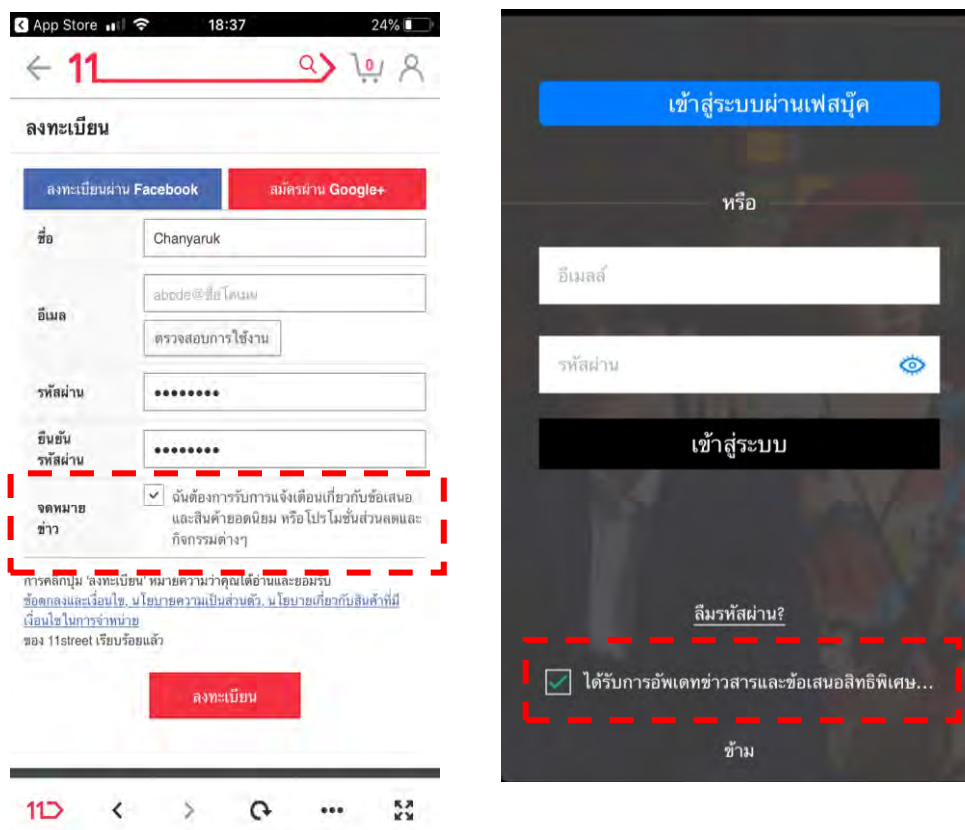 App Store 18:37 24%
11 0
ลงทะเบียน
ลงทะเบียนผ่าน Facebook สมัครผ่าน Google+
ชื่อ Chanyaruk
อีเมล abcde@ชื่อโดเมน
ตรวจสอบการใช้งาน
รหัสผ่าน ••••••••
ยืนยัน
รหัสผ่าน ••••••••
จดหมาย
ข่าว
ฉันต้องการรับการแจ้งเตือนเกี่ยวกับข้อเสนอ
และสินค้ายอดนิยม หรือโปรโมชั่นส่วนลดและ
กิจกรรมต่างๆ
การคลิกปุ่ม 'ลงทะเบียน' หมายความว่าคุณได้อ่านและยอมรับ
ข้อตกลงและเงื่อนไข, นโยบายความเป็นส่วนตัว, นโยบายเกี่ยวกับสินค้าที่มี
เงื่อนไขในการจำหน่าย
ของ 11street เรียบร้อยแล้ว
ลงทะเบียน
11
เข้าสู่ระบบผ่านเฟสบุ๊ค
หรือ
อีเมลล์
รหัสผ่าน
เข้าสู่ระบบ
ลืมรหัสผ่าน?
ได้รับการอัพเดทข่าวสารและข้อเสนอสิทธิพิเศษ...
ข้าม